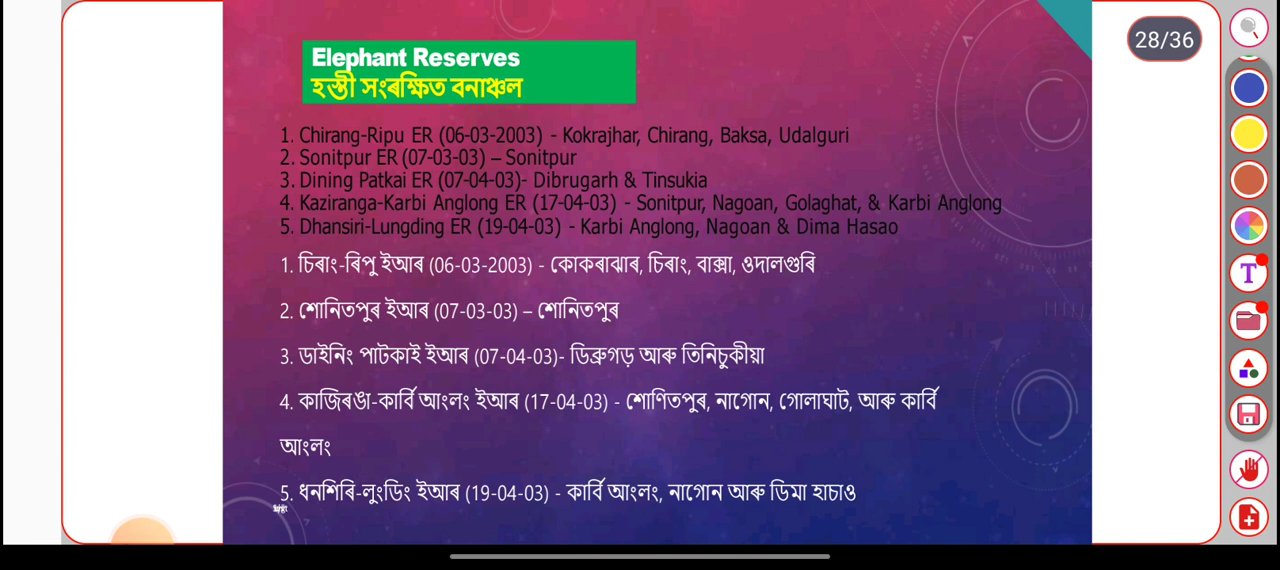 28/36
Elephant Reserves
হস্তী সংৰক্ষিত বনাঞ্চল
1. Chirang-Ripu ER (06-03-2003) - Kokrajhar, Chirang, Baksa, Udalguri
2. Sonitpur ER (07-03-03) – Sonitpur
3. Dining Patkai ER (07-04-03)- Dibrugarh & Tinsukia
4. Kaziranga-Karbi Anglong ER (17-04-03) - Sonitpur, Nagoan, Golaghat, & Karbi Anglong
5. Dhansiri-Lungding ER (19-04-03) - Karbi Anglong, Nagoan & Dima Hasao
1. চিৰাং-ৰিপু ইআৰ (06-03-2003) - কোকৰাঝাৰ, চিৰাং, বাক্সা, ওদালগুৰি
2. শোনিতপুৰ ইআৰ (07-03-03) – শোনিতপুৰ
3. ডাইনিং পাটকাই ইআৰ (07-04-03)- ডিব্ৰুগড় আৰু তিনিচুকীয়া
4. কাজিৰঙা-কাৰ্বি আংলং ইআৰ (17-04-03) - শোণিতপুৰ, নাগোন, গোলাঘাট, আৰু কাৰ্বি
আংলং
5. ধনশিৰি-লুংডিং ইআৰ (19-04-03) - কাৰ্বি আংলং, নাগোন আৰু ডিমা হাচাও
T